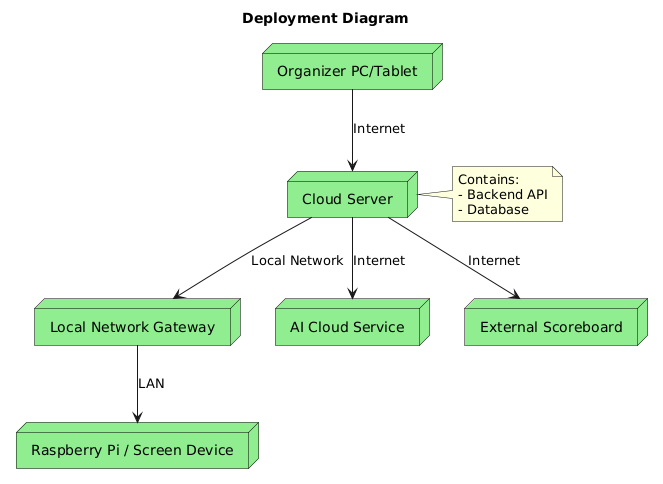 Deployment Diagram
Organizer PC/Tablet
Internet
Cloud Server
Contains:
- Backend API
- Database
Local Network
Internet
Internet
Local Network Gateway
AI Cloud Service
External Scoreboard
LAN
Raspberry Pi / Screen Device